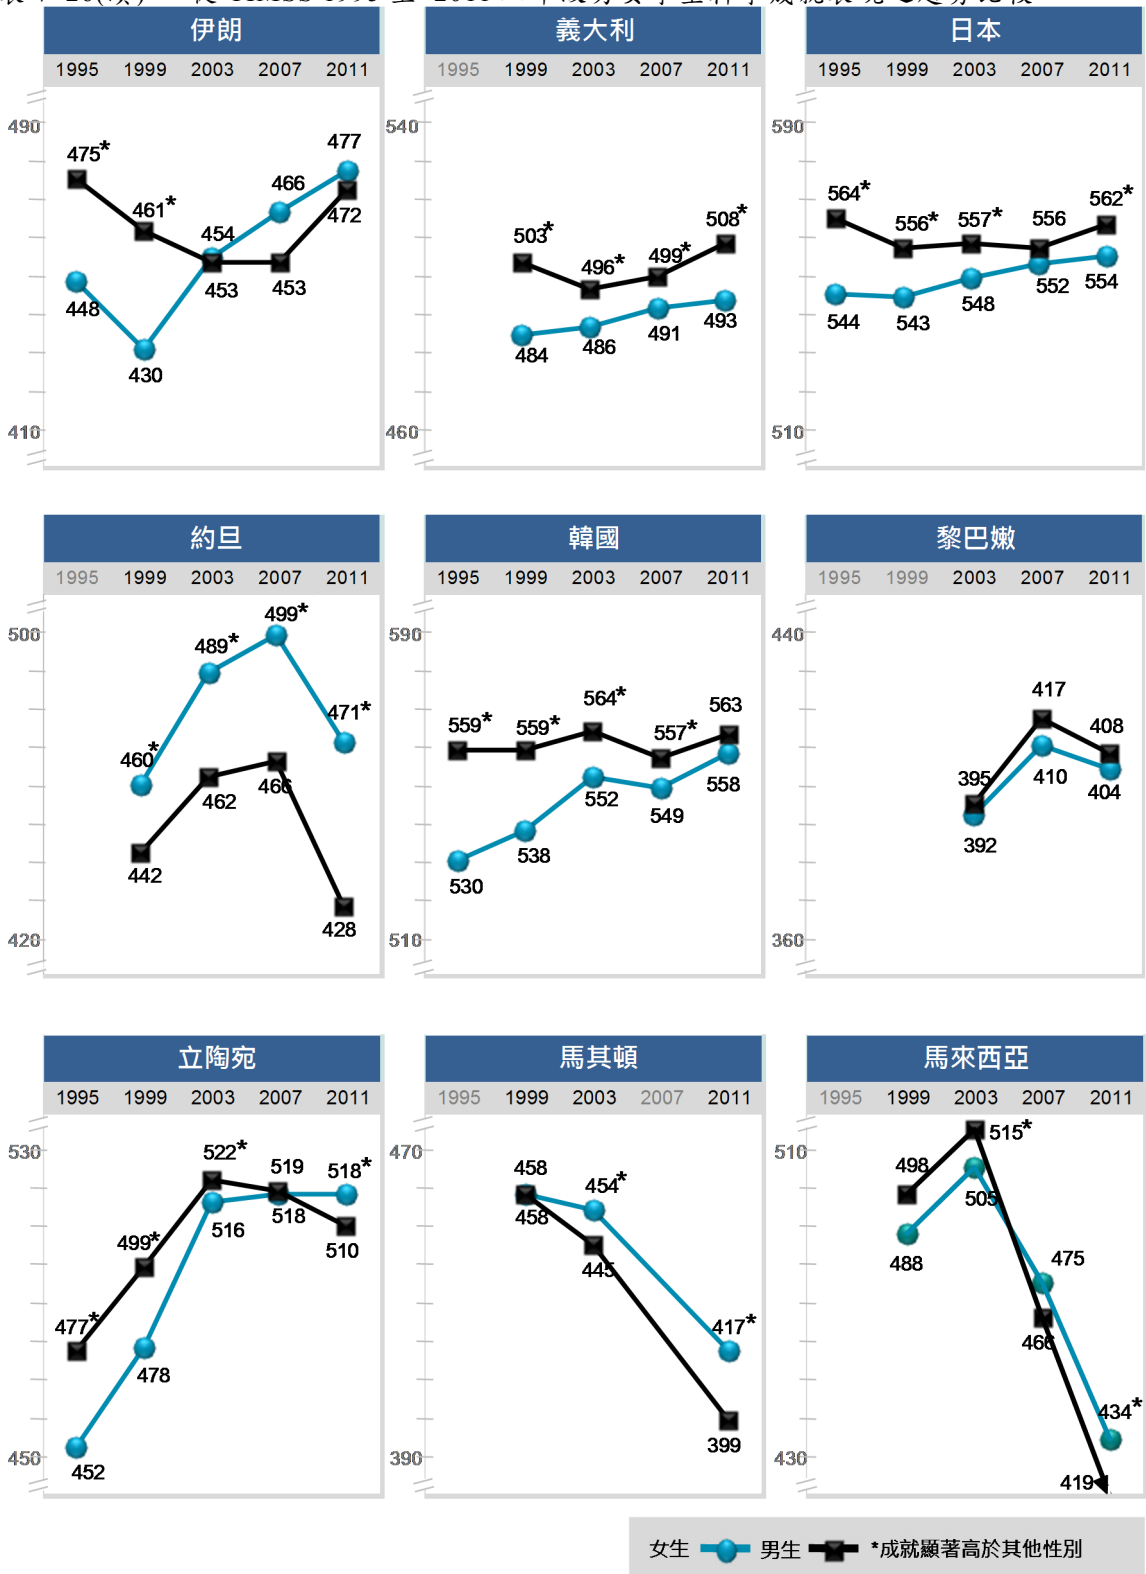 伊朗 義大利 日本
1995 1999 2003 2007 2011 1995 1999 2003 2007 2011 1995 1999 2003 2007 2011
490 475* 461* 454 466 477 448 430 453 453 472 410
540 503* 496* 499* 508* 484 486 491 493 460
590 564* 556* 557* 556 562* 544 543 548 552 554 510
約旦 韓國 黎巴嫩
1995 1999 2003 2007 2011 1995 1999 2003 2007 2011 1995 1999 2003 2007 2011
500 460* 489* 499* 471* 442 462 466 428 420
590 559* 559* 564* 557* 563 530 538 552 549 558 510
440 395 417 408 392 410 404 360
立陶宛 馬其頓 馬來西亞
1995 1999 2003 2007 2011 1995 1999 2003 2007 2011 1995 1999 2003 2007 2011
530 477* 499* 522* 519 518* 452 478 516 518 510 450
470 458 454* 417* 458 445 399 390
510 498 515* 475 434* 488 505 466 419 430
女生 男生 *成就顯著高於其他性別